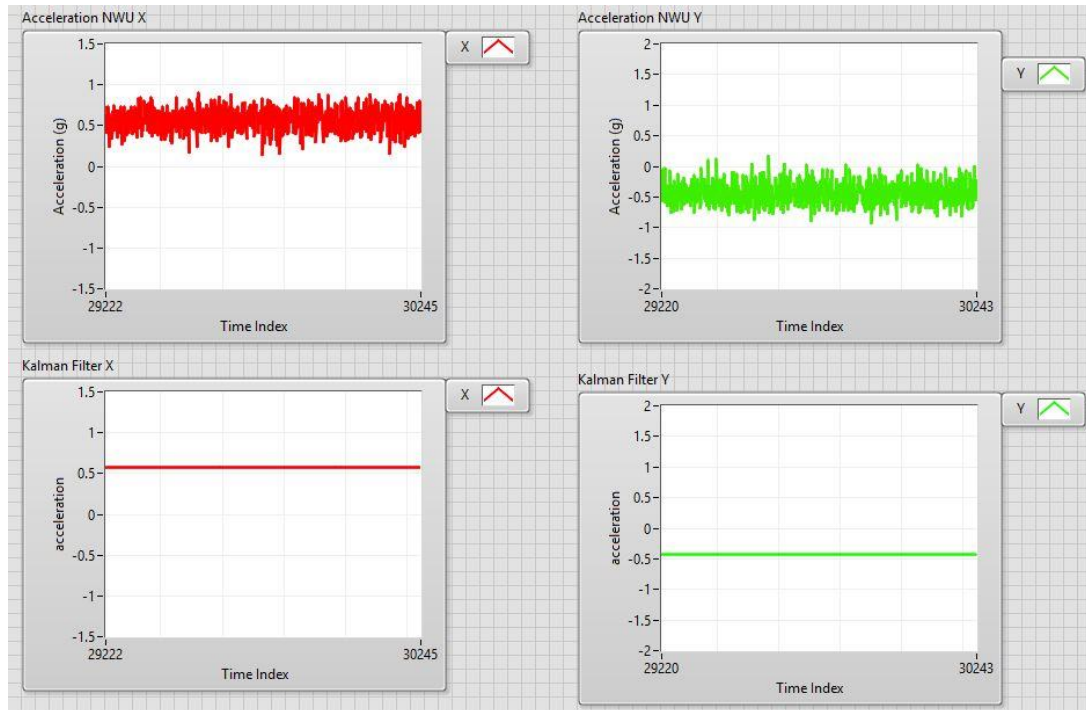 Acceleration NWU X
X
1.5
1
0.5
0
-0.5
-1
-1.5
Acceleration (g)
29222
30245
Time Index
Acceleration NWU Y
Y
2
1.5
1
0.5
0
-0.5
-1
-1.5
-2
Acceleration (g)
29220
30243
Time Index
Kalman Filter X
X
1.5
1
0.5
0
-0.5
-1
-1.5
acceleration
29222
30245
Time Index
Kalman Filter Y
Y
2
1.5
1
0.5
0
-0.5
-1
-1.5
-2
acceleration
29220
30243
Time Index